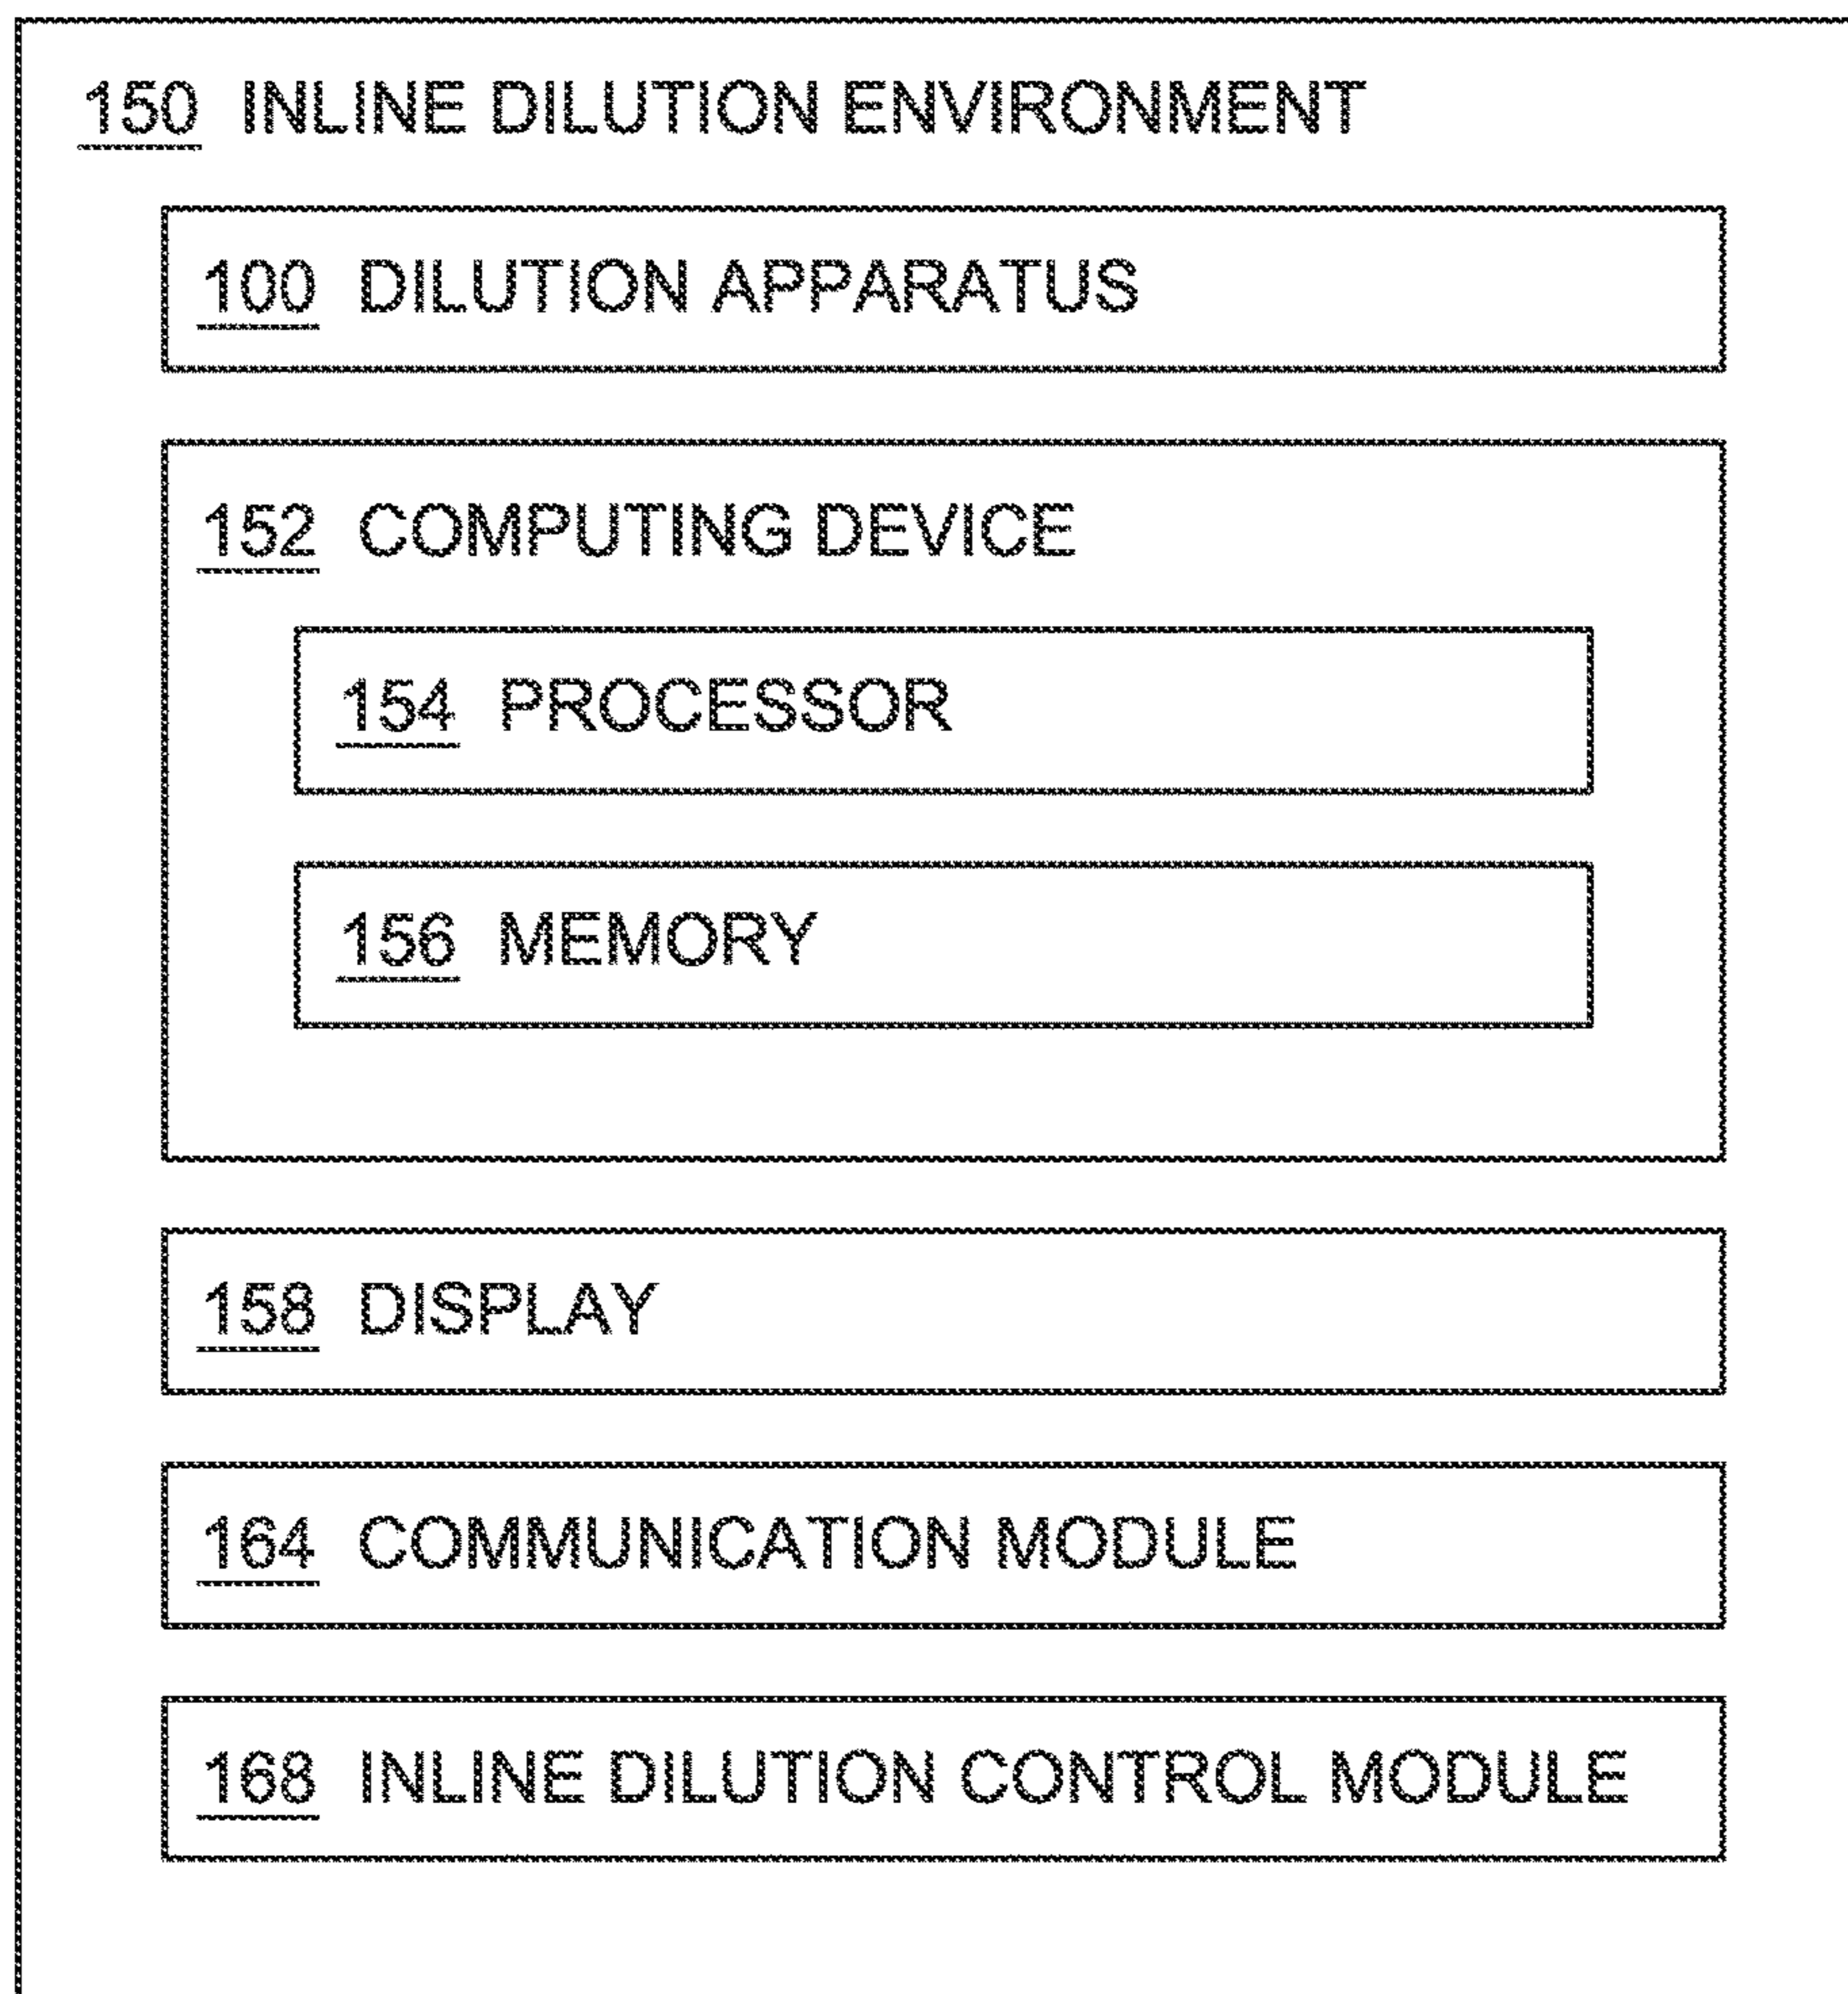 150 INLINE DILUTION ENVIRONMENT
100 DILUTION APPARATUS
152 COMPUTING DEVICE
154 PROCESSOR
156 MEMORY
158 DISPLAY
164 COMMUNICATION MODULE
168 INLINE DILUTION CONTROL MODULE